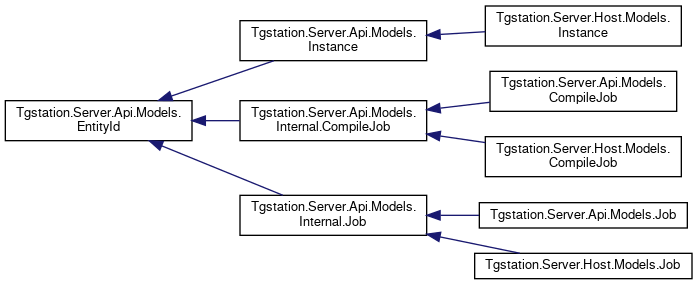 Tgstation.Server.Api.Models.
EntityId
Tgstation.Server.Api.Models.
Instance
Tgstation.Server.Host.Models.
Instance
Tgstation.Server.Api.Models.
Internal.CompileJob
Tgstation.Server.Api.Models.
CompileJob
Tgstation.Server.Host.Models.
CompileJob
Tgstation.Server.Api.Models.
Internal.Job
Tgstation.Server.Api.Models.Job
Tgstation.Server.Host.Models.Job